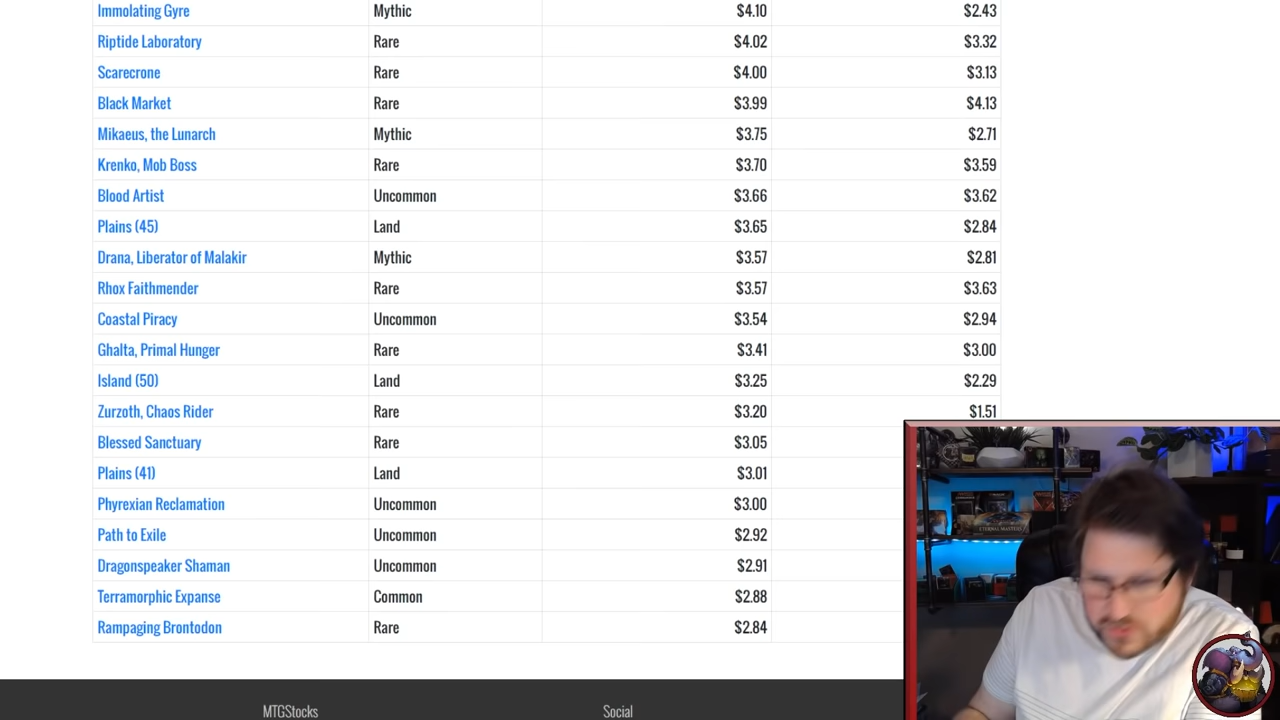 Immolating Gyre Mythic $4.10 $2.43
Riptide Laboratory Rare $4.02 $3.32
Scarecrone Rare $4.00 $3.13
Black Market Rare $3.99 $4.13
Mikaeus, the Lunarch Mythic $3.75 $2.71
Krenko, Mob Boss Rare $3.70 $3.59
Blood Artist Uncommon $3.66 $3.62
Plains (45) Land $3.65 $2.84
Drana, Liberator of Malakir Mythic $3.57 $2.81
Rhox Faithmender Rare $3.57 $3.63
Coastal Piracy Uncommon $3.54 $2.94
Ghalta, Primal Hunger Rare $3.41 $3.00
Island (50) Land $3.25 $2.29
Zurzoth, Chaos Rider Rare $3.20 $1.51
Blessed Sanctuary Rare $3.05
Plains (41) Land $3.01
Phyrexian Reclamation Uncommon $3.00
Path to Exile Uncommon $2.92
Dragonspeaker Shaman Uncommon $2.91
Terramorphic Expanse Common $2.88
Rampaging Brontodon Rare $2.84
MTGStocks Social
ETERNAL MASTERS